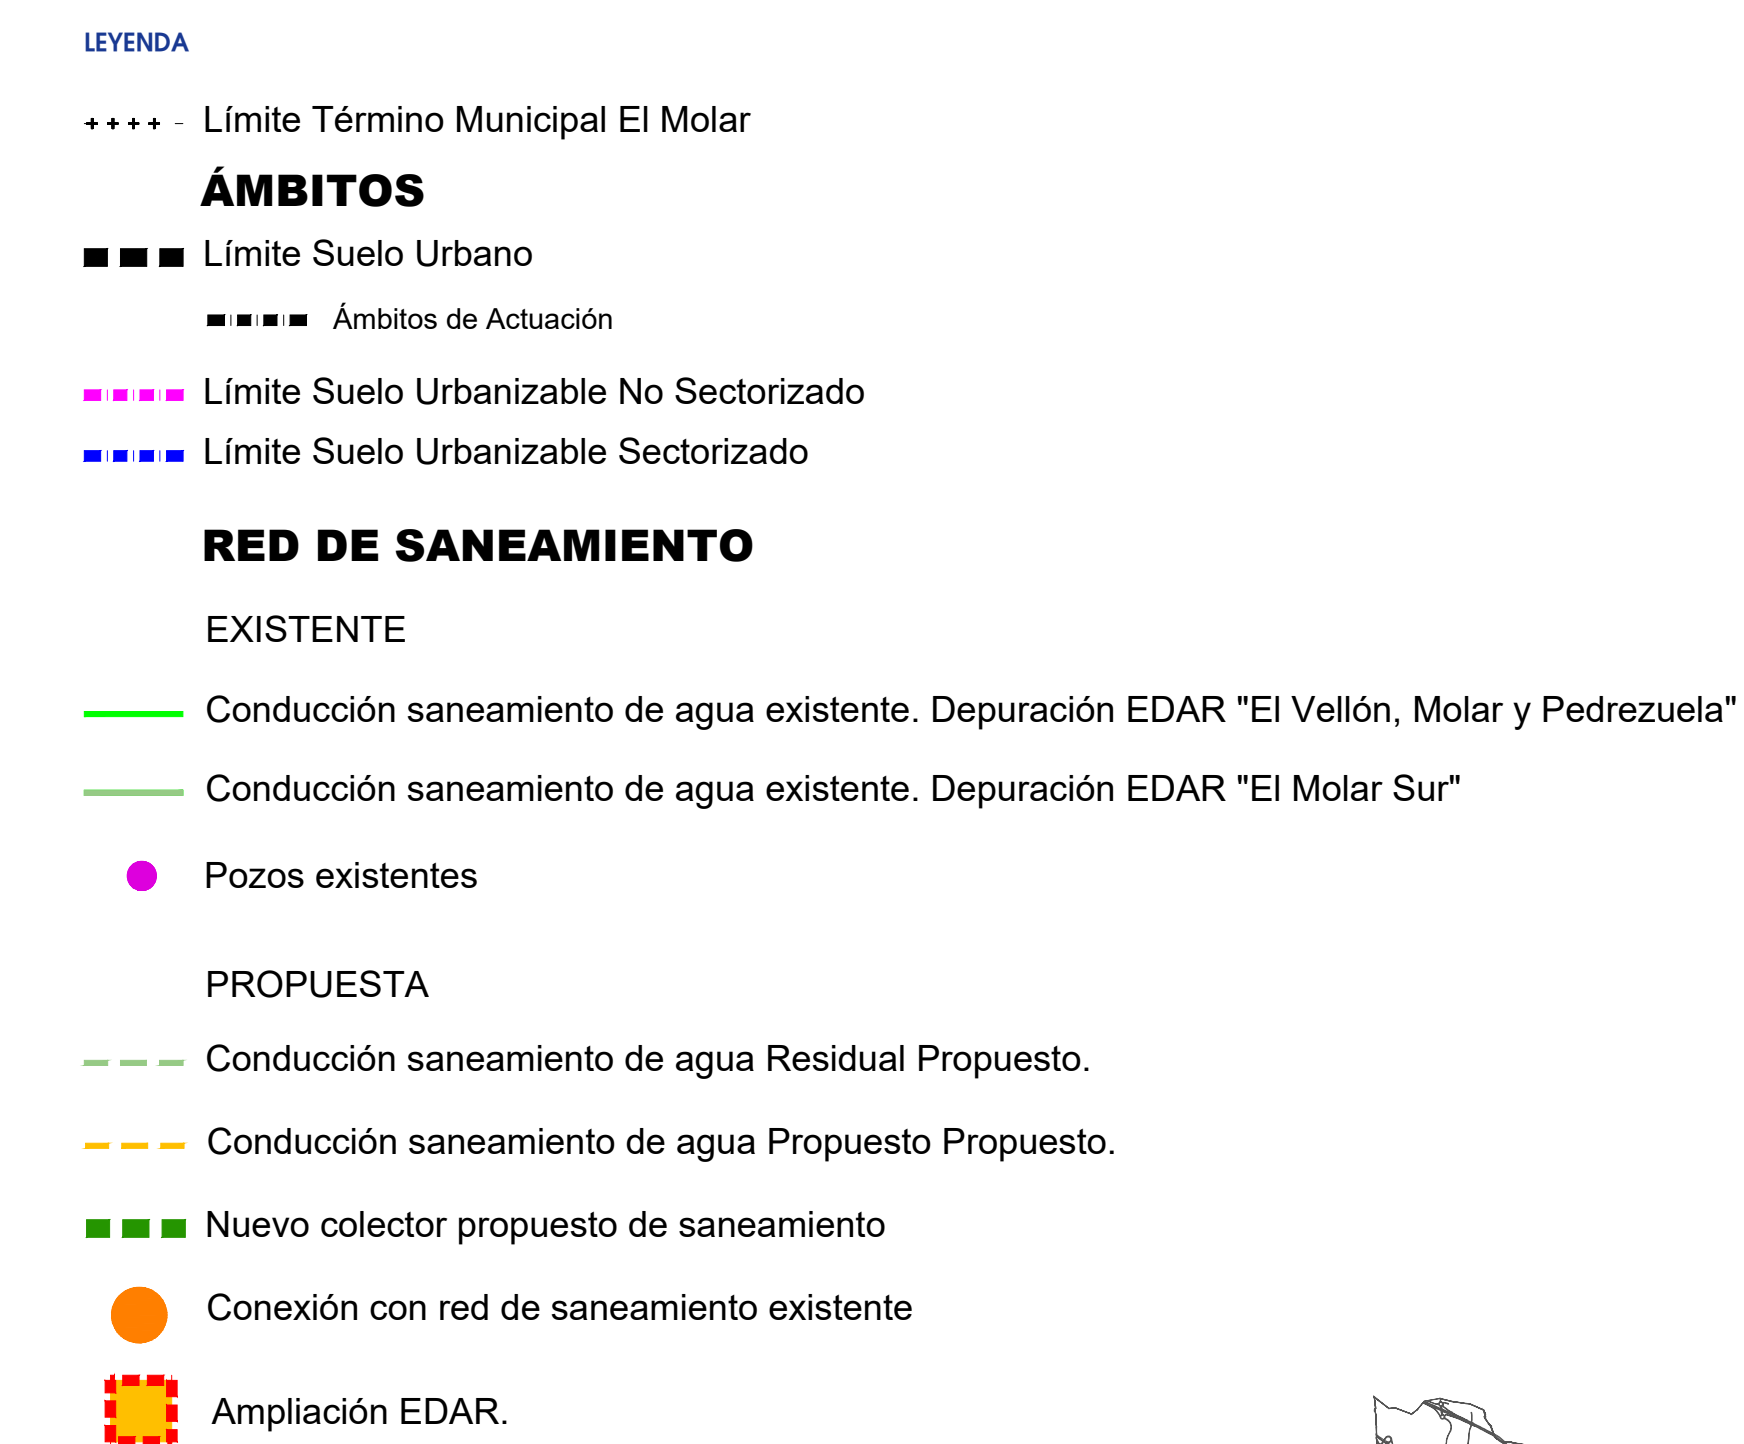 LEYENDA
Límite Término Municipal El Molar
ÁMBITOS
Límite Suelo Urbano
Ámbitos de Actuación
Límite Suelo Urbanizable No Sectorizado
Límite Suelo Urbanizable Sectorizado
RED DE SANEAMIENTO
EXISTENTE
Conducción saneamiento de agua existente. Depuración EDAR "El Vellón, Molar y Pedrezuela"
Conducción saneamiento de agua existente. Depuración EDAR "El Molar Sur"
Pozos existentes
PROPUESTA
Conducción saneamiento de agua Residual Propuesto.
Conducción saneamiento de agua Propuesto Propuesto.
Nuevo colector propuesto de saneamiento
Conexión con red de saneamiento existente
Ampliación EDAR.